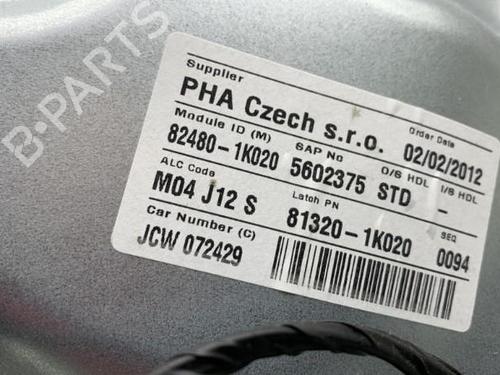 B-PARTS
Supplier
PHA Czech s.r.o.
Order Date
02/02/2012
Module ID (M) SAP No O/S HDL I/S HDL
82480-1K020 5602375 STD -
ALC Code Latch PN SEQ
M04 J12 S 81320-1K020 0094
Car Number (C)
JCW 072429